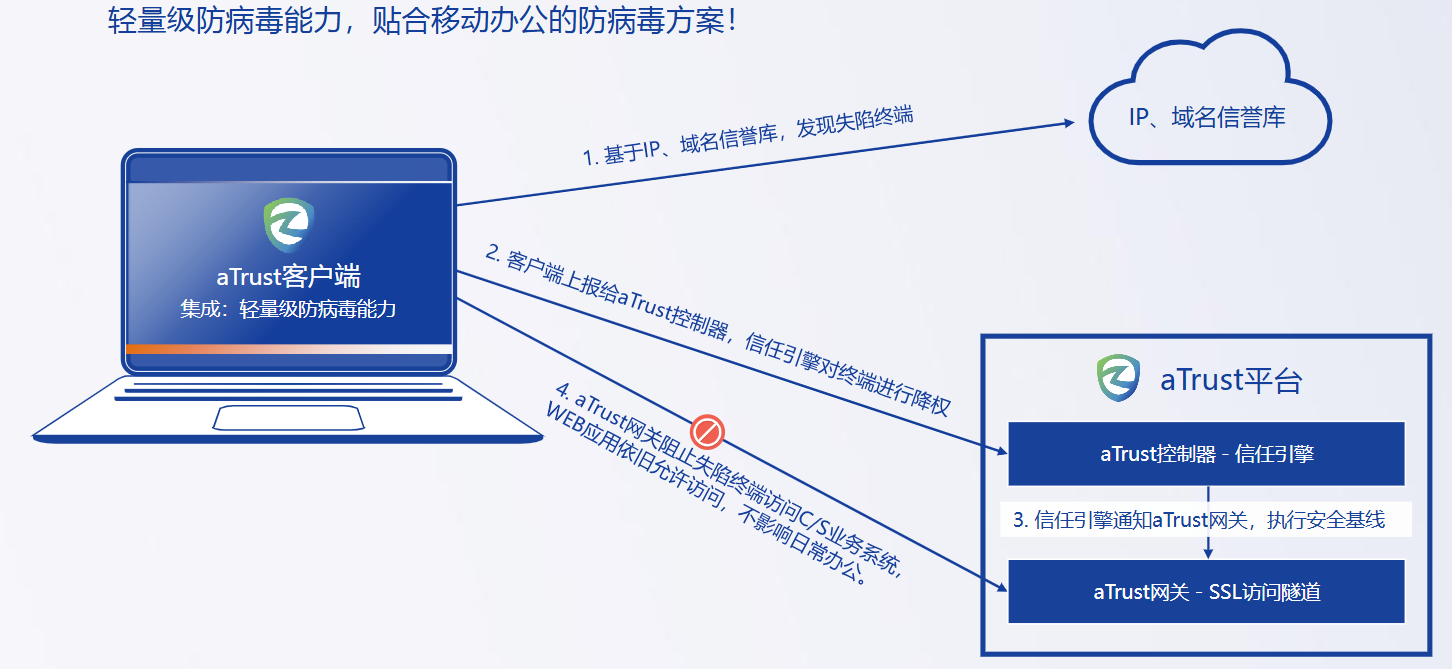 轻量级防病毒能力，贴合移动办公的防病毒方案！
IP、域名信誉库
1. 基于IP、域名信誉库，发现失陷终端
aTrust客户端
集成：轻量级防病毒能力
2. 客户端上报给aTrust控制器，信任引擎对终端进行降权
4. aTrust网关阻止失陷终端访问C/S业务系统，
WEB应用依旧允许访问，不影响日常办公。
aTrust平台
aTrust控制器 - 信任引擎
3. 信任引擎通知aTrust网关，执行安全基线
aTrust网关 - SSL访问隧道